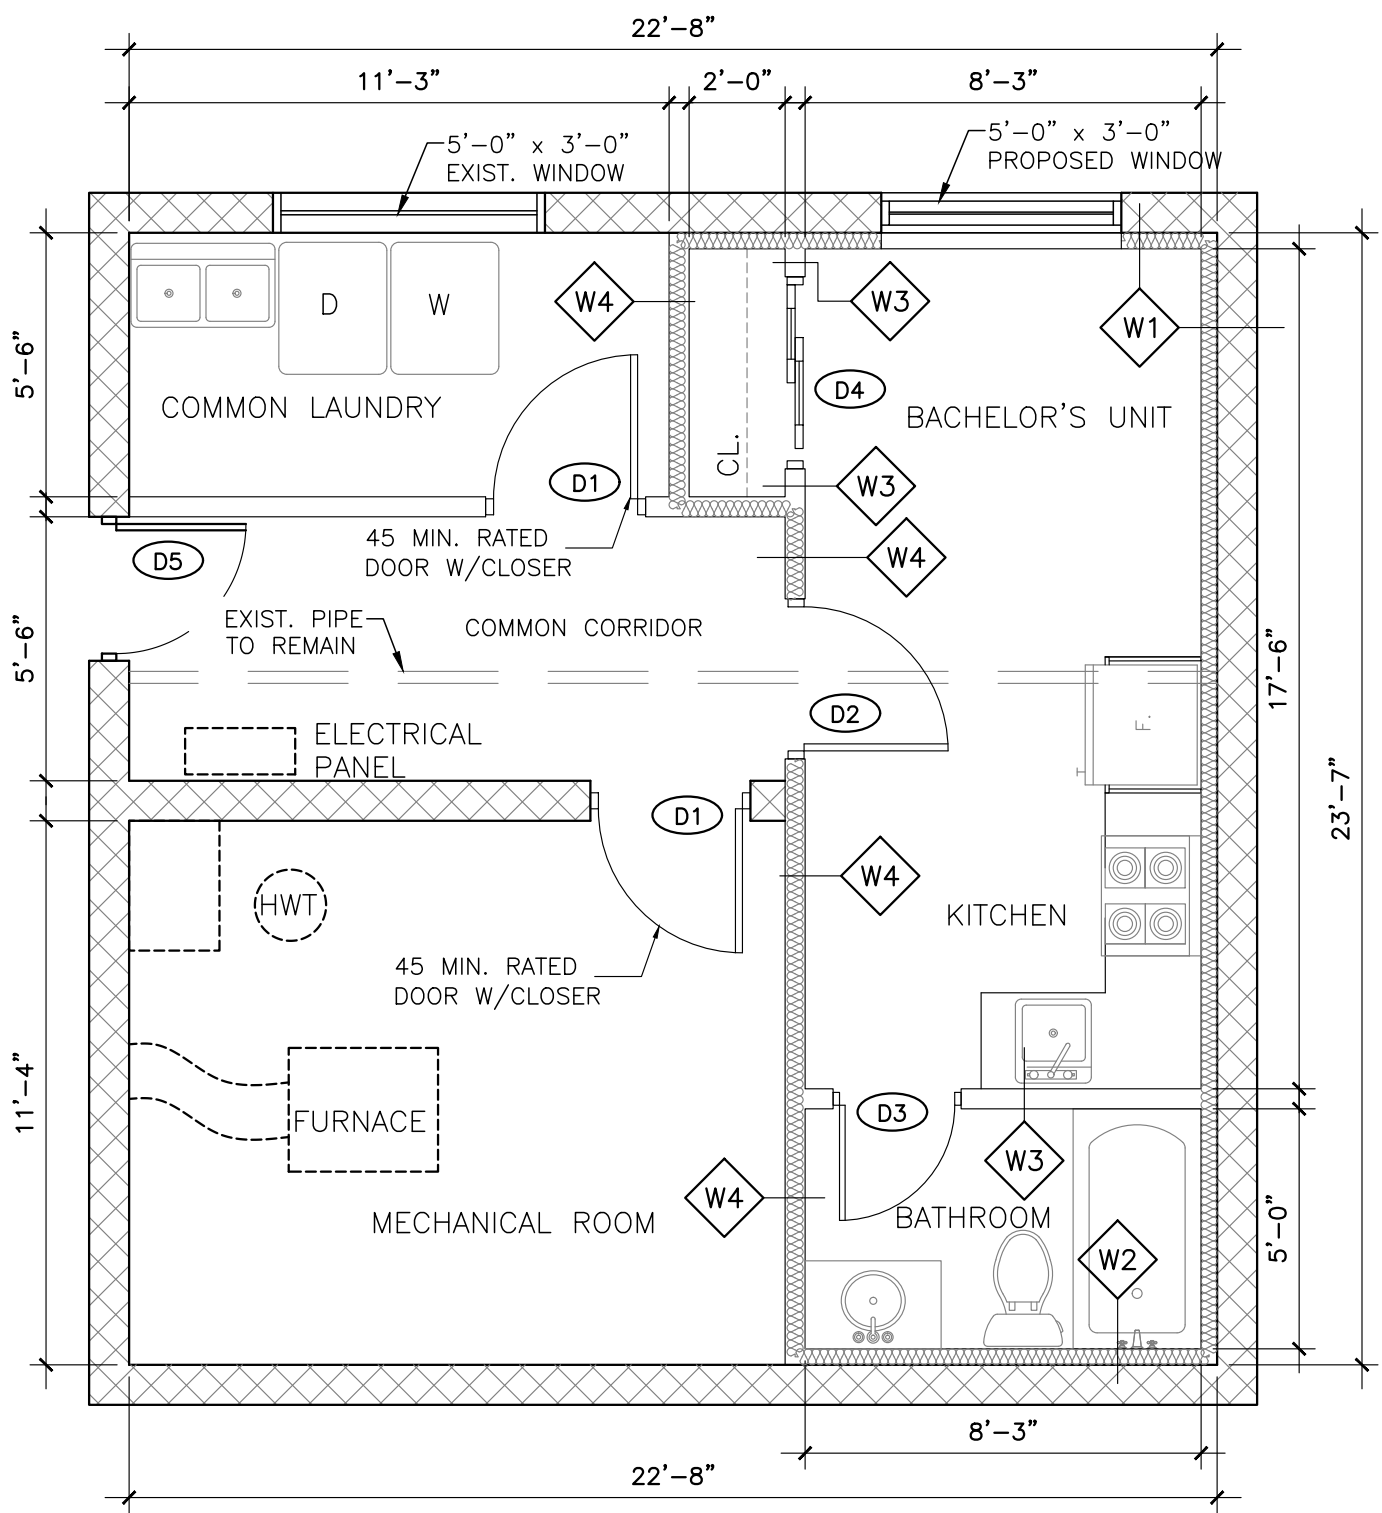 22'-8"
11'-3"
2'-0"
8'-3"
5'-0" x 3'-0"
EXIST. WINDOW
5'-0" x 3'-0"
PROPOSED WINDOW
D
W
W4
W3
W1
5'-6"
D4
COMMON LAUNDRY
BACHELOR'S UNIT
CL.
D1
W3
45 MIN. RATED
DOOR W/CLOSER
W4
D5
EXIST. PIPE
TO REMAIN
COMMON CORRIDOR
5'-6"
17'-6"
D2
F.
ELECTRICAL
PANEL
23'-7"
D1
W4
HWT
KITCHEN
45 MIN. RATED
DOOR W/CLOSER
11'-4"
FURNACE
D3
W3
W4
MECHANICAL ROOM
BATHROOM
5'-0"
W2
8'-3"
22'-8"